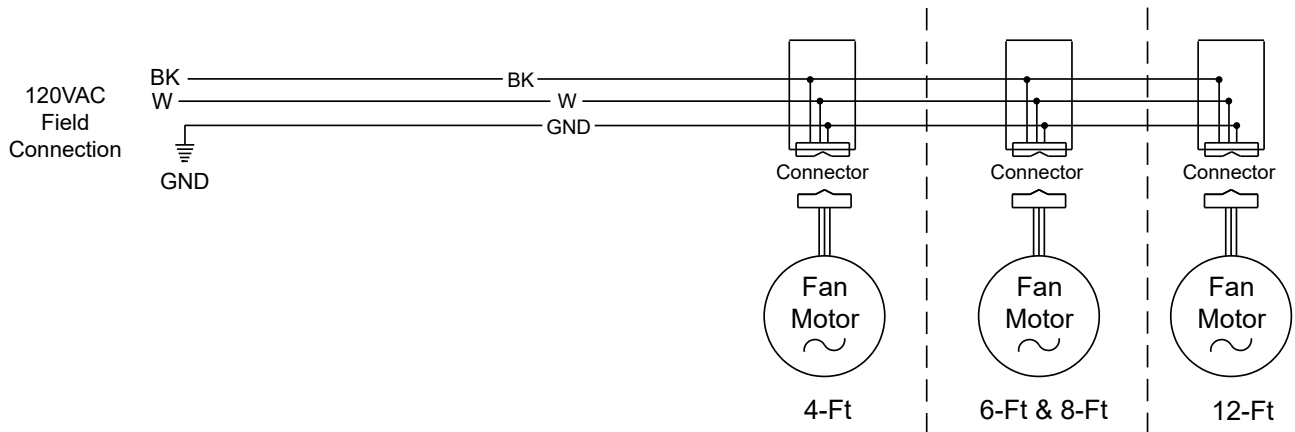 120VAC
Field
Connection
BK
W
GND
BK
W
GND
Connector
Connector
Connector
Fan
Motor
Fan
Motor
Fan
Motor
4-Ft
6-Ft & 8-Ft
12-Ft